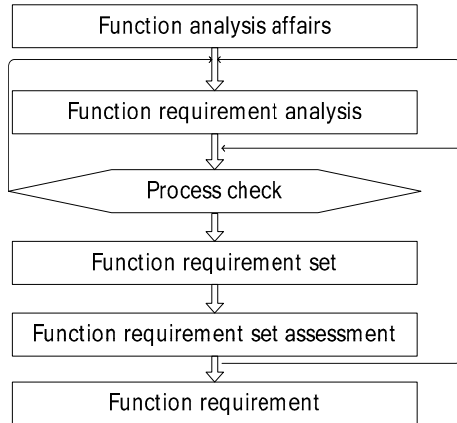 Function analysis affairs
Function requirement analysis
Process check
Function requirement set
Function requirement set assessment
Function requirement